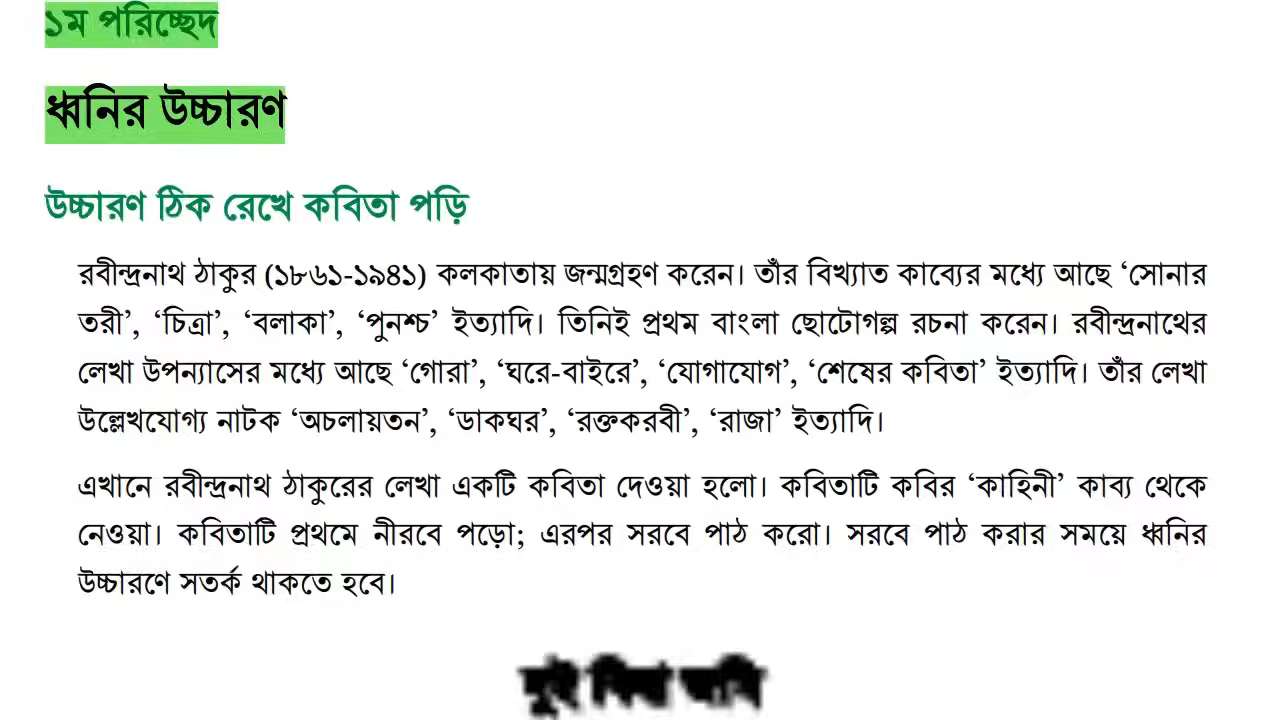 ১ম পরিচ্ছেদ
ধ্বনির উচ্চারণ
উচ্চারণ ঠিক রেখে কবিতা পড়ি
রবীন্দ্রনাথ ঠাকুর (১৮৬১-১৯৪১) কলকাতায় জন্মগ্রহণ করেন। তাঁর বিখ্যাত কাব্যের মধ্যে আছে ‘সোনার
তরী’, ‘চিত্রা’, ‘বলাকা’, ‘পুনশ্চ’ ইত্যাদি। তিনিই প্রথম বাংলা ছোটোগল্প রচনা করেন। রবীন্দ্রনাথের
লেখা উপন্যাসের মধ্যে আছে ‘গোরা’, ‘ঘরে-বাইরে’, ‘যোগাযোগ’, ‘শেষের কবিতা’ ইত্যাদি। তাঁর লেখা
উল্লেখযোগ্য নাটক ‘অচলায়তন’, ‘ডাকঘর’, ‘রক্তকরবী’, ‘রাজা’ ইত্যাদি।
এখানে রবীন্দ্রনাথ ঠাকুরের লেখা একটি কবিতা দেওয়া হলো। কবিতাটি কবির ‘কাহিনী’ কাব্য থেকে
নেওয়া। কবিতাটি প্রথমে নীরবে পড়ো; এরপর সরবে পাঠ করো। সরবে পাঠ করার সময়ে ধ্বনির
উচ্চারণে সতর্ক থাকতে হবে।
দুই বিঘা জমি